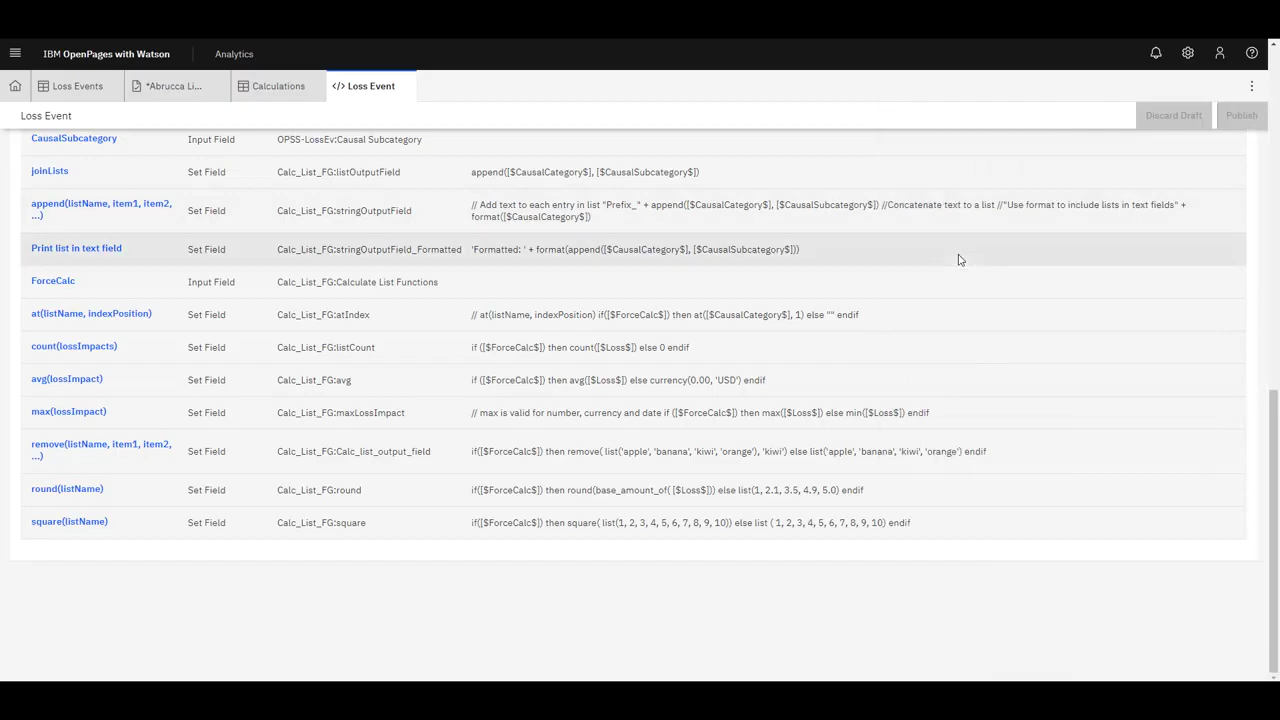 IBM OpenPages with Watson
Analytics
Loss Events
*Abrucca Li...
Calculations
</> Loss Event
Loss Event
Discard Draft
Publish
CausalSubcategory Input Field OPSS-LossEv:Causal Subcategory
joinLists Set Field Calc_List_FG:listOutputField append([$CausalCategory$], [$CausalSubcategory$])
append(listName, item1, item2,
...)
Set Field Calc_List_FG:stringOutputField
// Add text to each entry in list "Prefix_" + append([$CausalCategory$], [$CausalSubcategory$]) //Concatenate text to a list //"Use format to include lists in text fields" +
format([$CausalCategory$])
Print list in text field Set Field Calc_List_FG:stringOutputField_Formatted 'Formatted: ' + format(append([$CausalCategory$], [$CausalSubcategory$]))
ForceCalc Input Field Calc_List_FG:Calculate List Functions
at(listName, indexPosition) Set Field Calc_List_FG:atIndex // at(listName, indexPosition) if([$ForceCalc$]) then at([$CausalCategory$], 1) else "" endif
count(lossImpacts) Set Field Calc_List_FG:listCount if ([$ForceCalc$]) then count([$Loss$]) else 0 endif
avg(lossImpact) Set Field Calc_List_FG:avg if ([$ForceCalc$]) then avg([$Loss$]) else currency(0.00, 'USD') endif
max(lossImpact) Set Field Calc_List_FG:maxLossImpact // max is valid for number, currency and date if ([$ForceCalc$]) then max([$Loss$]) else min([$Loss$]) endif
remove(listName, item1, item2,
...)
Set Field Calc_List_FG:Calc_list_output_field if([$ForceCalc$]) then remove( list('apple', 'banana', 'kiwi', 'orange'), 'kiwi') else list('apple', 'banana', 'kiwi', 'orange') endif
round(listName) Set Field Calc_List_FG:round if([$ForceCalc$]) then round(base_amount_of( [$Loss$])) else list(1, 2.1, 3.5, 4.9, 5.0) endif
square(listName) Set Field Calc_List_FG:square if([$ForceCalc$]) then square( list(1, 2, 3, 4, 5, 6, 7, 8, 9, 10)) else list ( 1, 2, 3, 4, 5, 6, 7, 8, 9, 10) endif